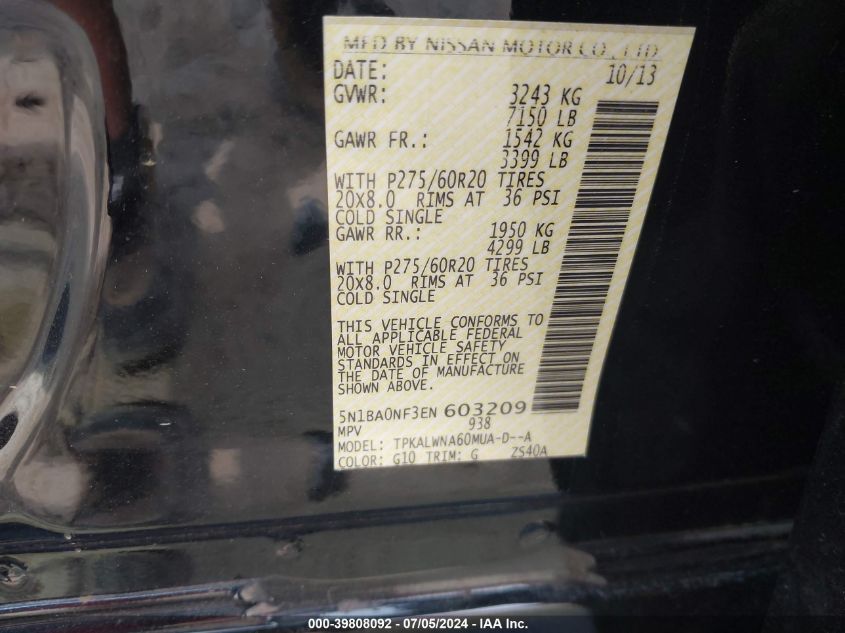 MFD BY NISSAN MOTOR CO., LTD.
DATE: 10/13
GVWR: 3243 KG
7150 LB
GAWR FR.: 1542 KG
3399 LB
WITH P275/60R20 TIRES
20X8.0 RIMS AT 36 PSI
COLD SINGLE
GAWR RR.: 1950 KG
4299 LB
WITH P275/60R20 TIRES
20X8.0 RIMS AT 36 PSI
COLD SINGLE
THIS VEHICLE CONFORMS TO
ALL APPLICABLE FEDERAL
MOTOR VEHICLE SAFETY
STANDARDS IN EFFECT ON
THE DATE OF MANUFACTURE
SHOWN ABOVE.
5N1BA0NF3EN 603209
MPV 938
MODEL: TPKALWNA60MUA-D--A
COLOR: G10 TRIM: G ZS40A
000-39808092 - 07/05/2024 - IAA Inc.